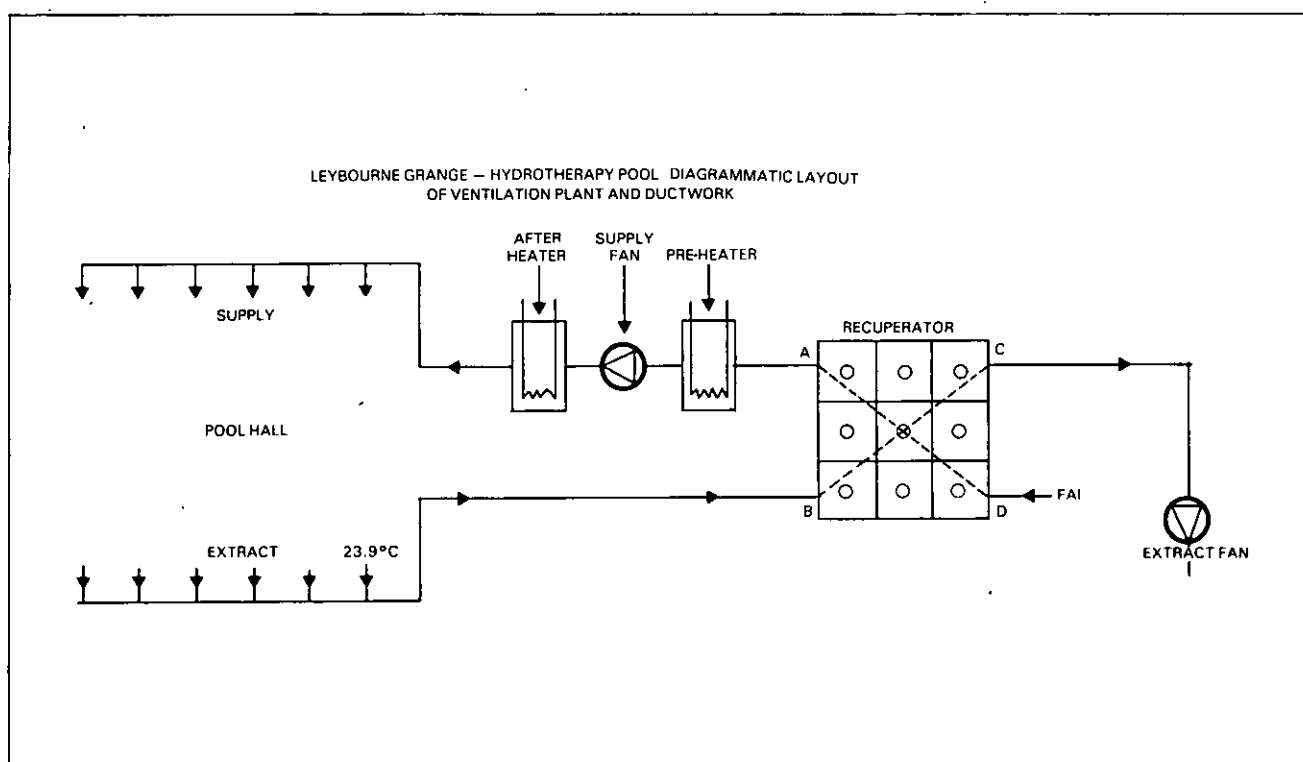 LEYBOURNE GRANGE — HYDROTHERAPY POOL DIAGRAMMATIC LAYOUT
OF VENTILATION PLANT AND DUCTWORK
AFTER
HEATER
SUPPLY
FAN
PRE-HEATER
SUPPLY
RECUPERATOR
A
C
POOL HALL
B
D
FAI
EXTRACT
23.9°C
EXTRACT FAN